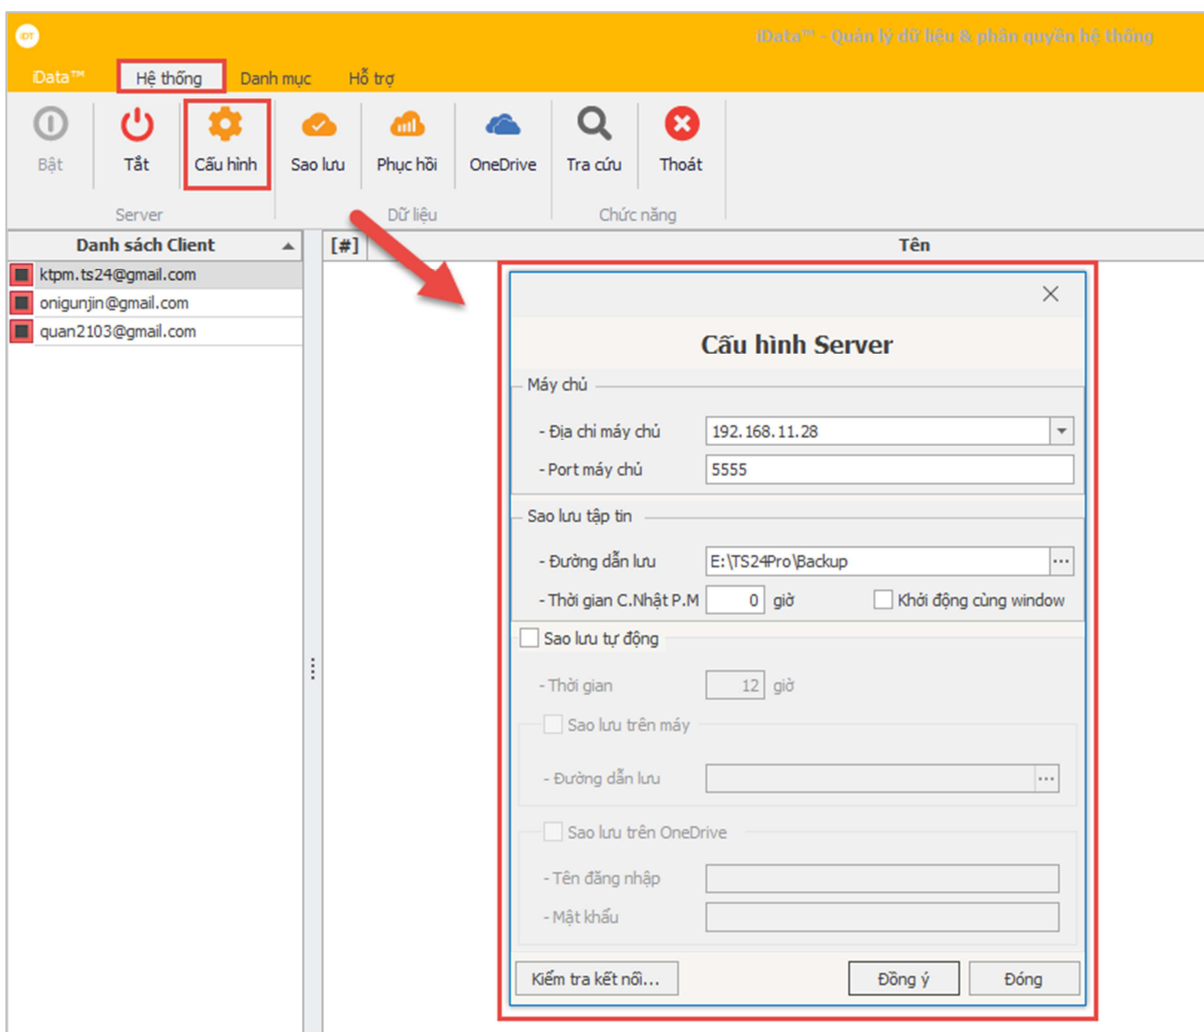 iDT
iData™ - Quản lý dữ liệu & phân quyền hệ thống
iData™ Hệ thống Danh mục Hỗ trợ
Bật Tắt Cấu hình Sao lưu Phục hồi OneDrive Tra cứu Thoát
Server Dữ liệu Chức năng
Danh sách Client [#] Tên
ktpm.ts24@gmail.com
onigunjin@gmail.com
quan2103@gmail.com
Cấu hình Server
Máy chủ
- Địa chỉ máy chủ 192.168.11.28
- Port máy chủ 5555
Sao lưu tập tin
- Đường dẫn lưu E:\TS24Pro\Backup ...
- Thời gian C.Nhật P.M 0 giờ Khởi động cùng window
Sao lưu tự động
- Thời gian 12 giờ
Sao lưu trên máy
- Đường dẫn lưu ...
Sao lưu trên OneDrive
- Tên đăng nhập
- Mật khẩu
Kiểm tra kết nối... Đồng ý Đóng